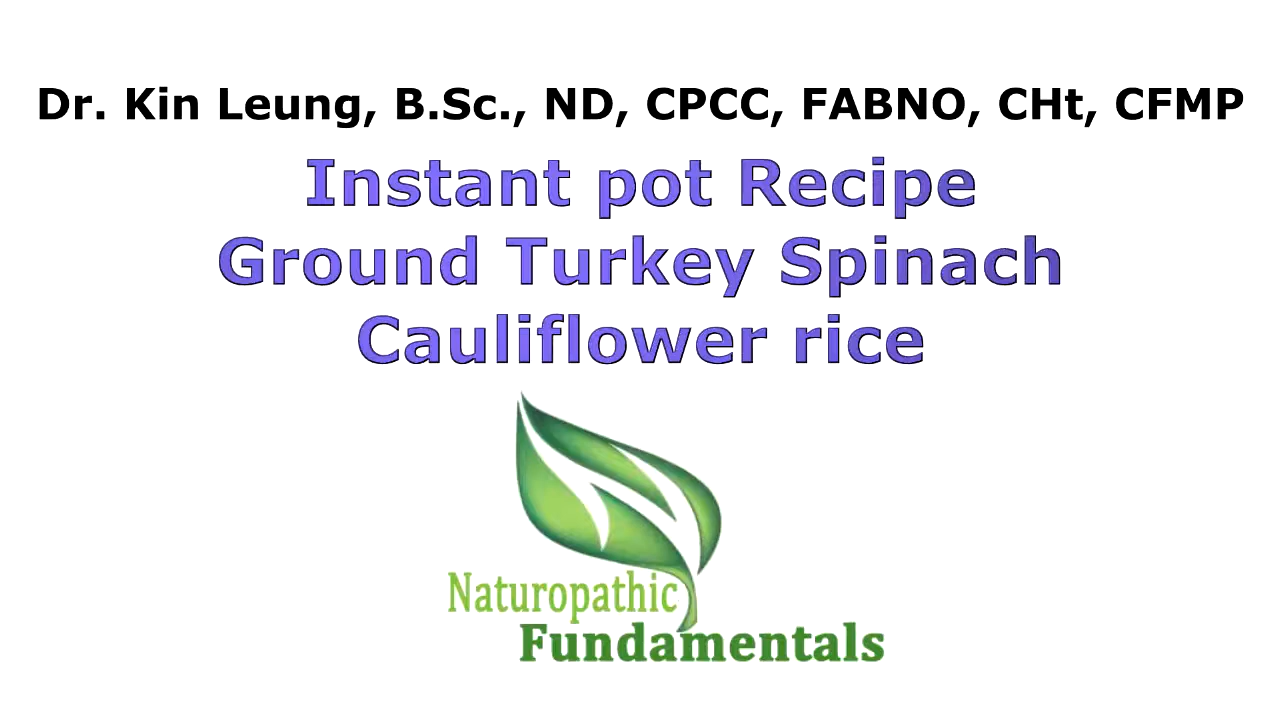 Dr. Kin Leung, B.Sc., ND, CPCC, FABNO, CHt, CFMP
Instant pot Recipe
Ground Turkey Spinach
Cauliflower rice
Naturopathic
Fundamentals